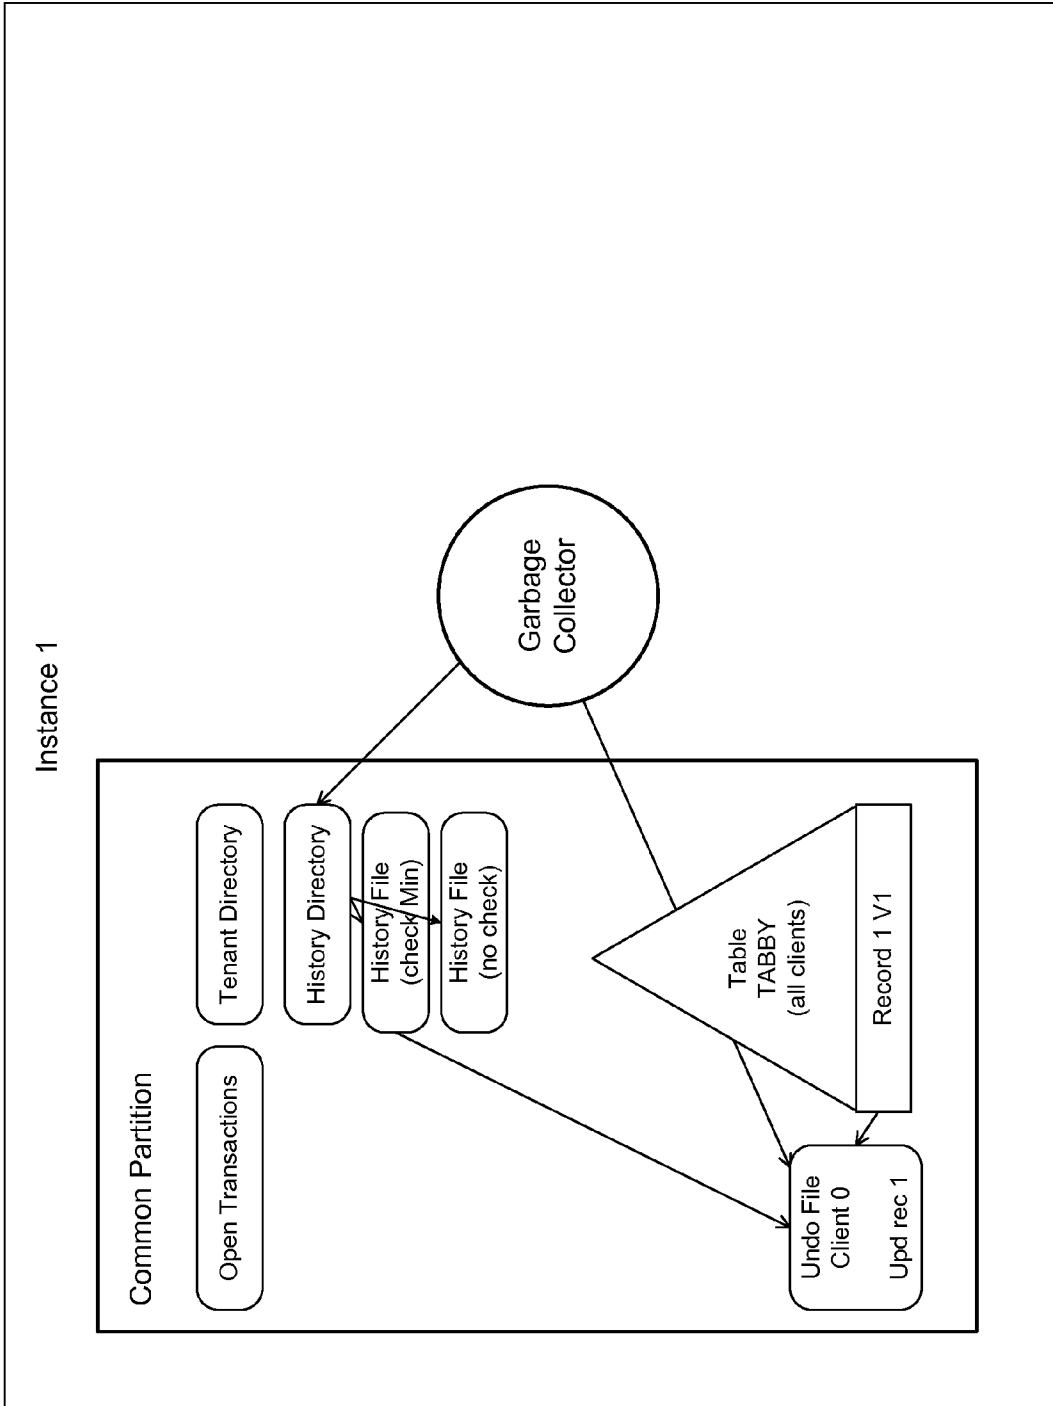 Instance 1
Common Partition
Open Transactions
Tenant Directory
History Directory
History File
(check Min)
History File
(no check)
Garbage
Collector
Table
TABBY
(all clients)
Record 1 V1
Undo File
Client 0
Upd rec 1